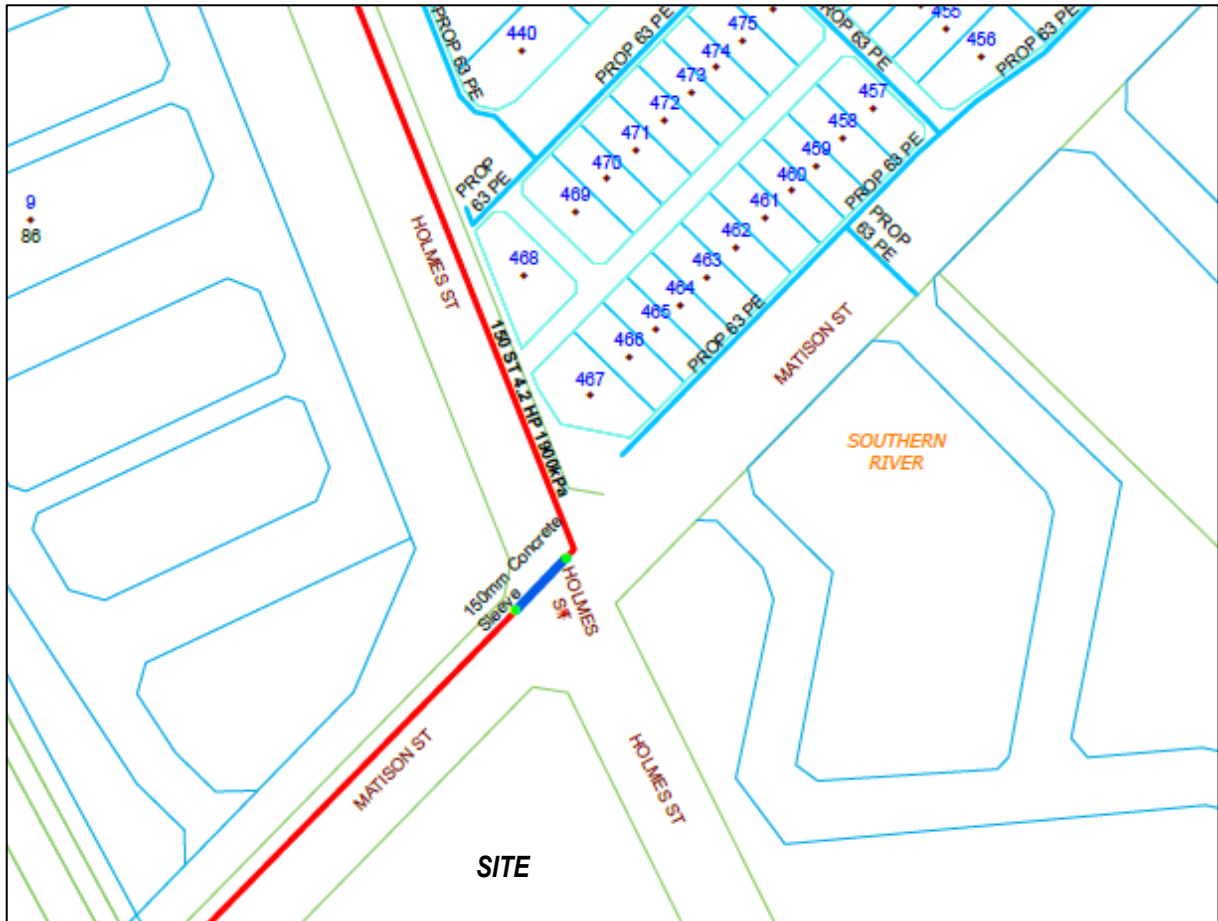 PROP 63 PE
440
PROP 63 PE
475
474
473
472
471
470
469
468
PROP
63 PE
PROP 63 PE
455
456
PROP 63 PE
457
458
459
460
461
462
463
464
465
466
467
PROP 63 PE
PROP
63 PE
PROP 63 PE
9
86
HOLMES ST
150 ST 4.2 HP 1900kPa
MATISON ST
SOUTHERN
RIVER
150mm Concrete
Sleeve
HOLMES
MATISON ST
HOLMES ST
SITE